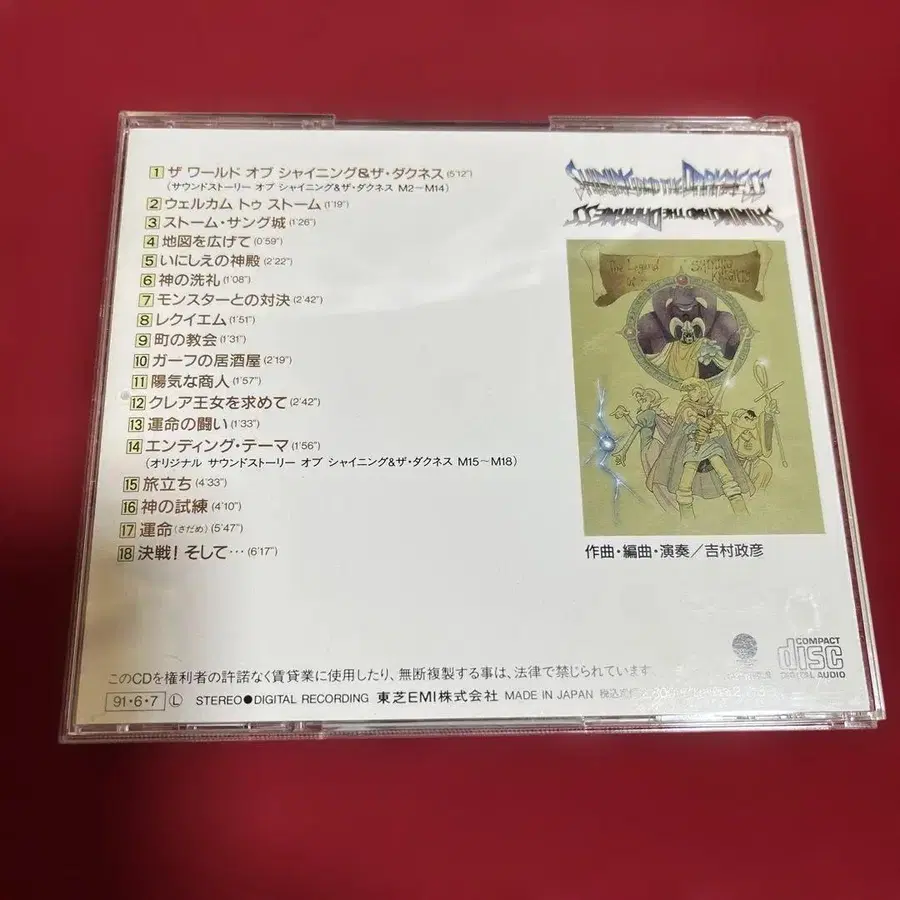 1 ザ ワールド オブ シャイニング&ザ・ダクネス (5'12")
(サウンドストーリー オブ シャイニング&ザ・ダクネス M2〜M14)
2 ウェルカム トゥ ストーム (1'19")
3 ストーム・サング城 (1'26")
4 地図を広げて (0'59")
5 いにしえの神殿 (2'22")
6 神の洗礼 (1'08")
7 モンスターとの対決 (2'42")
8 レクイエム (1'51")
9 町の教会 (1'31")
10 ガーフの居酒屋 (2'19")
11 陽気な商人 (1'57")
12 クレア王女を求めて (2'42")
13 運命の闘い (1'33")
14 エンディング・テーマ (1'56")
(オリジナル サウンドストーリー オブ シャイニング&ザ・ダクネス M15〜M18)
15 旅立ち (4'33")
16 神の試練 (4'10")
17 運命(さだめ) (5'47")
18 決戦! そして… (6'17")
SHINING AND THE DARKNESS
The Legend
of
SHINING
KNIGHTS
作曲・編曲・演奏/吉村政彦
COMPACT
disc
DIGITAL AUDIO
このCDを権利者の許諾なく賃貸業に使用したり、無断複製する事は、法律で禁じられています
91・6・7 Ⓛ STEREO●DIGITAL RECORDING 東芝EMI株式会社 MADE IN JAPAN